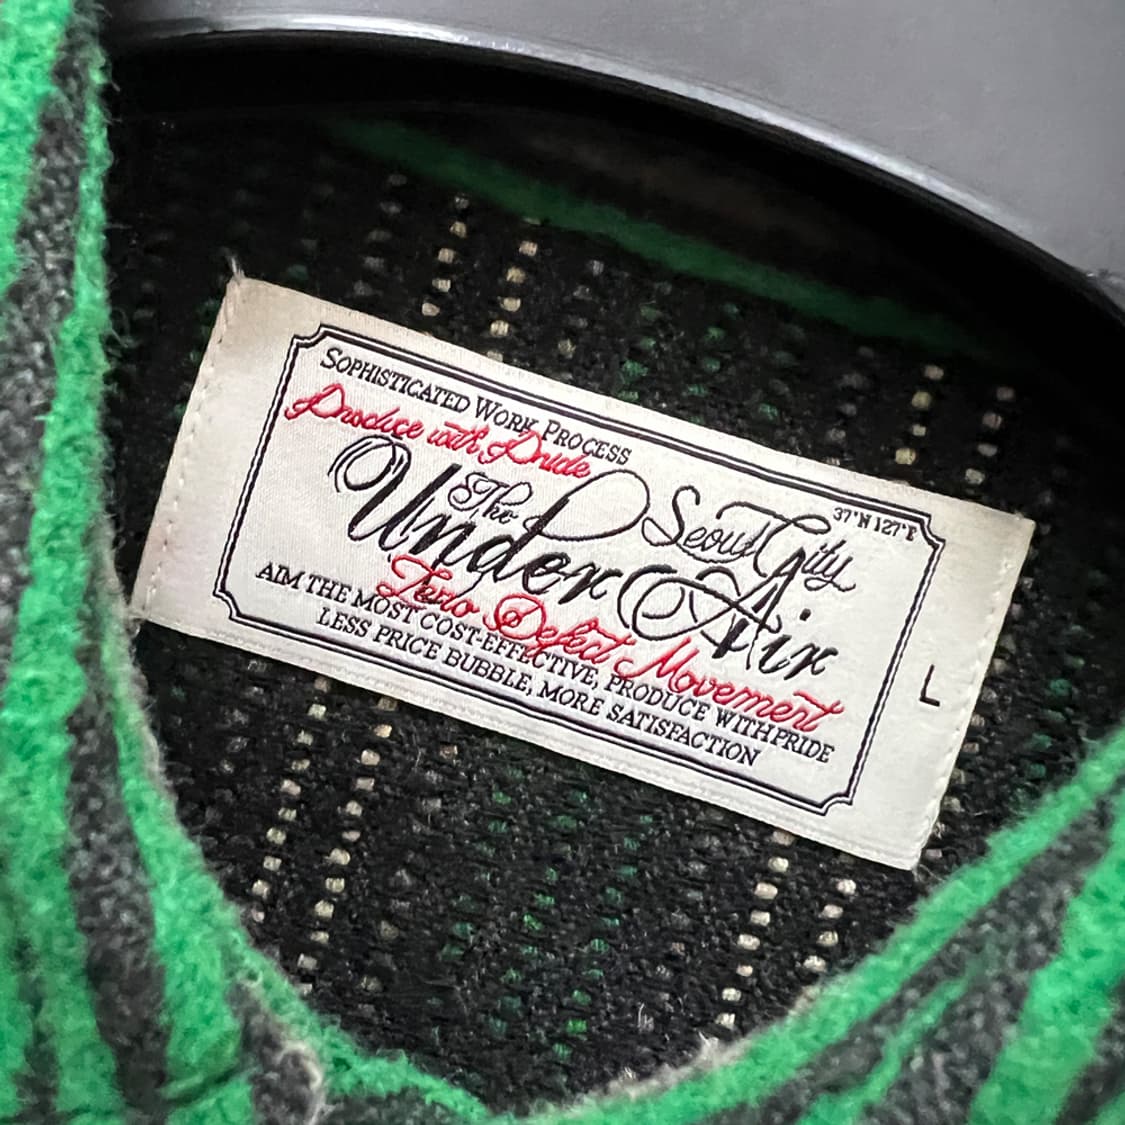 SOPHISTICATED WORK PROCESS
Produce with Pride
37°N 127°E
Seoul City
The
Under Air
Zero Defect Movement
AIM THE MOST COST-EFFECTIVE, PRODUCE WITH PRIDE
LESS PRICE BUBBLE, MORE SATISFACTION
L